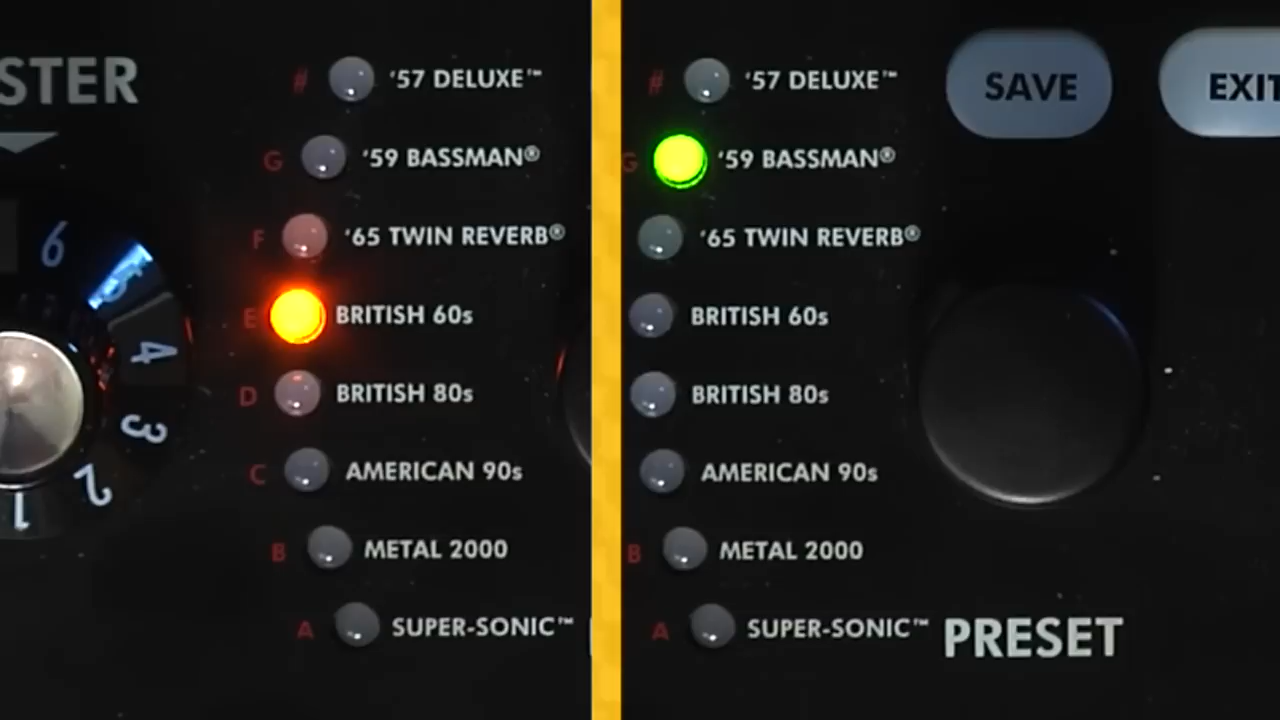 STER
6
5
4
3
2
1
# '57 DELUXE™
G '59 BASSMAN®
F '65 TWIN REVERB®
E BRITISH 60s
D BRITISH 80s
C AMERICAN 90s
B METAL 2000
A SUPER-SONIC™
# '57 DELUXE™
G '59 BASSMAN®
'65 TWIN REVERB®
BRITISH 60s
BRITISH 80s
AMERICAN 90s
B METAL 2000
A SUPER-SONIC™
SAVE
EXIT
PRESET